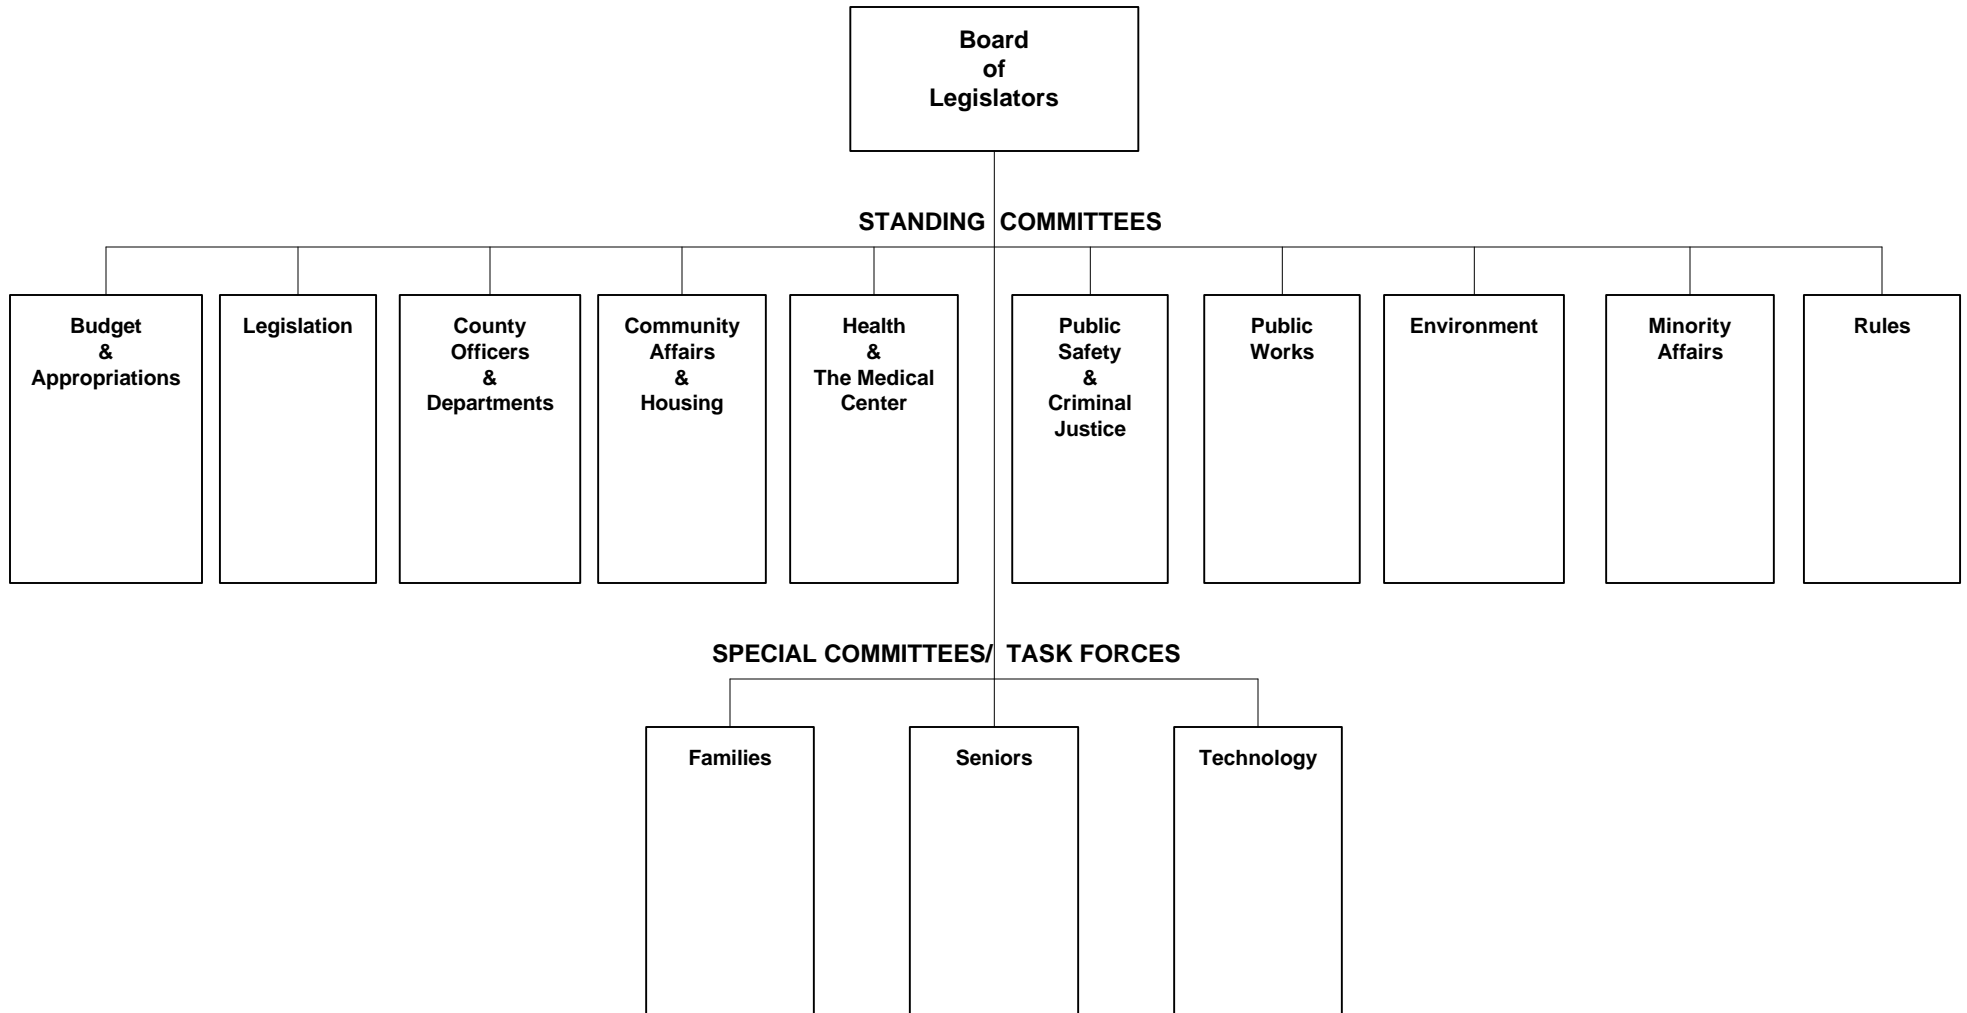 Board
of
Legislators
STANDING COMMITTEES
Budget
&
Appropriations
Legislation
County
Officers
&
Departments
Community
Affairs
&
Housing
Health
&
The Medical
Center
Public
Safety
&
Criminal
Justice
Public
Works
Environment
Minority
Affairs
Rules
SPECIAL COMMITTEES/ TASK FORCES
Families
Seniors
Technology